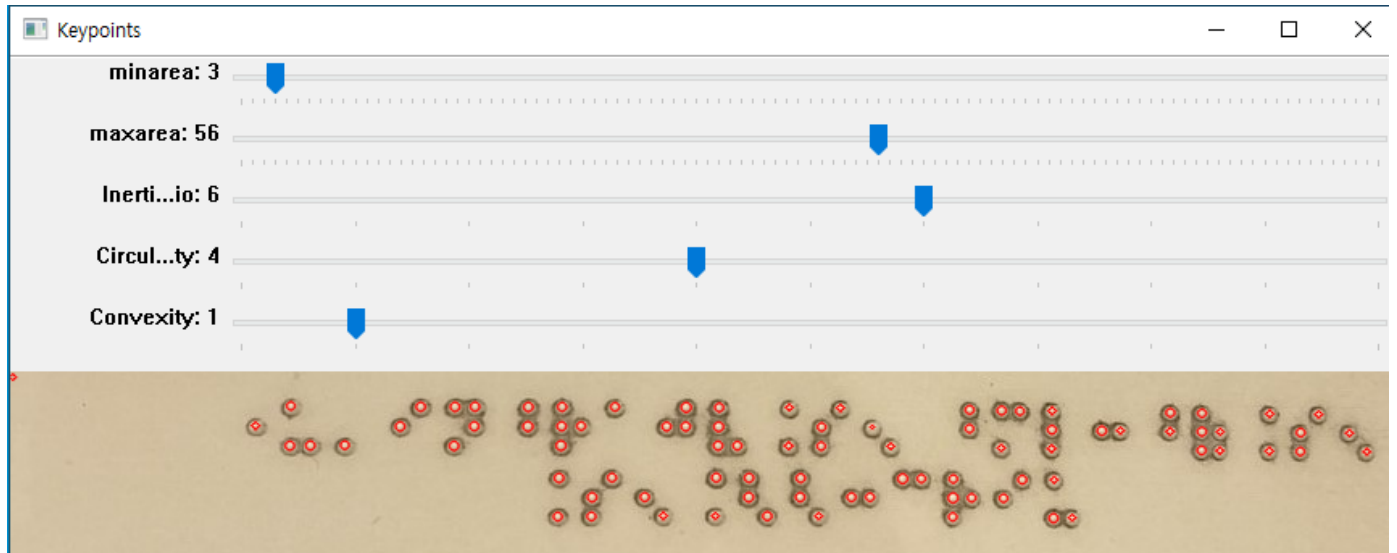 Keypoints
minarea: 3
maxarea: 56
Inerti...io: 6
Circul...ty: 4
Convexity: 1